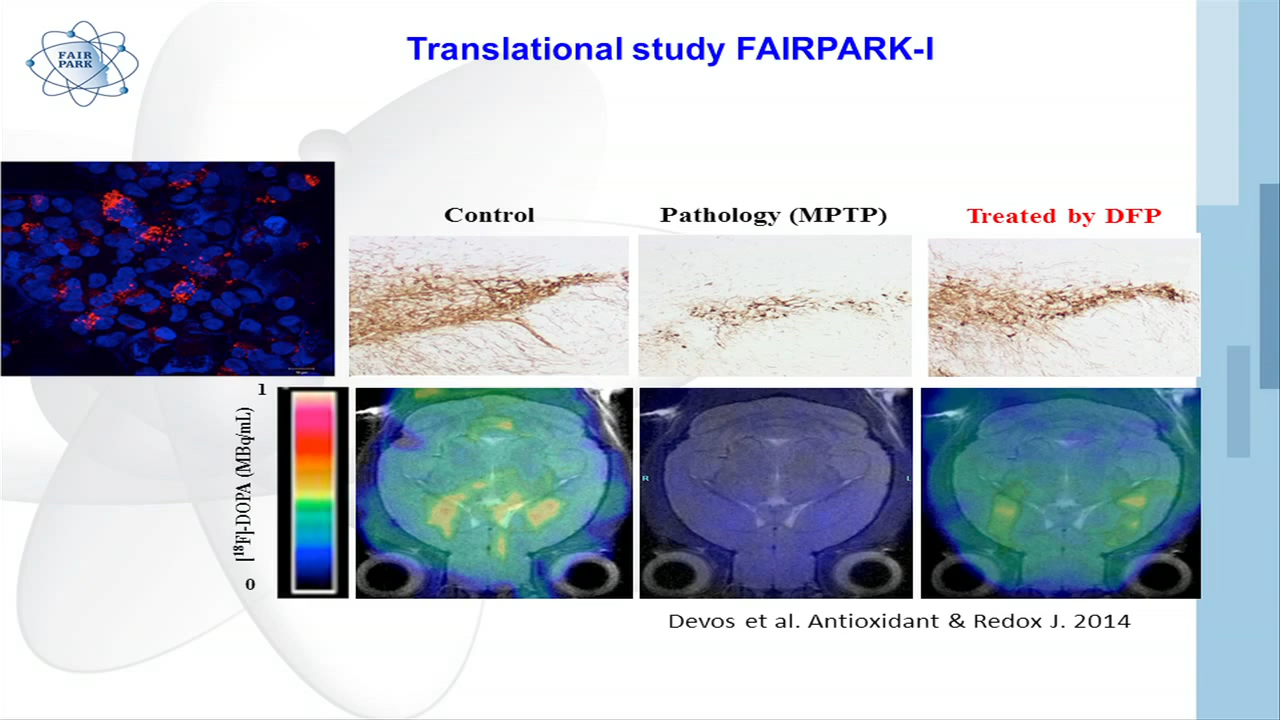 FAIR
PARK
Translational study FAIRPARK-I
Control
Pathology (MPTP)
Treated by DFP
1
[¹⁸F]-DOPA (MBq/mL)
0
R
L
Devos et al. Antioxidant & Redox J. 2014